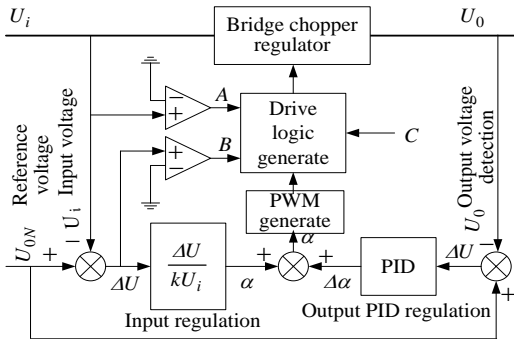 U_i
Bridge chopper
regulator
U_0
A
B
Drive
logic
generate
C
Reference
voltage
Input voltage
Output voltage
detection
U_0N
U_i
U_0
PWM
generate
α
− + + −
ΔU
ΔU
kU_i
α
Δα
PID
ΔU
Input regulation
Output PID regulation